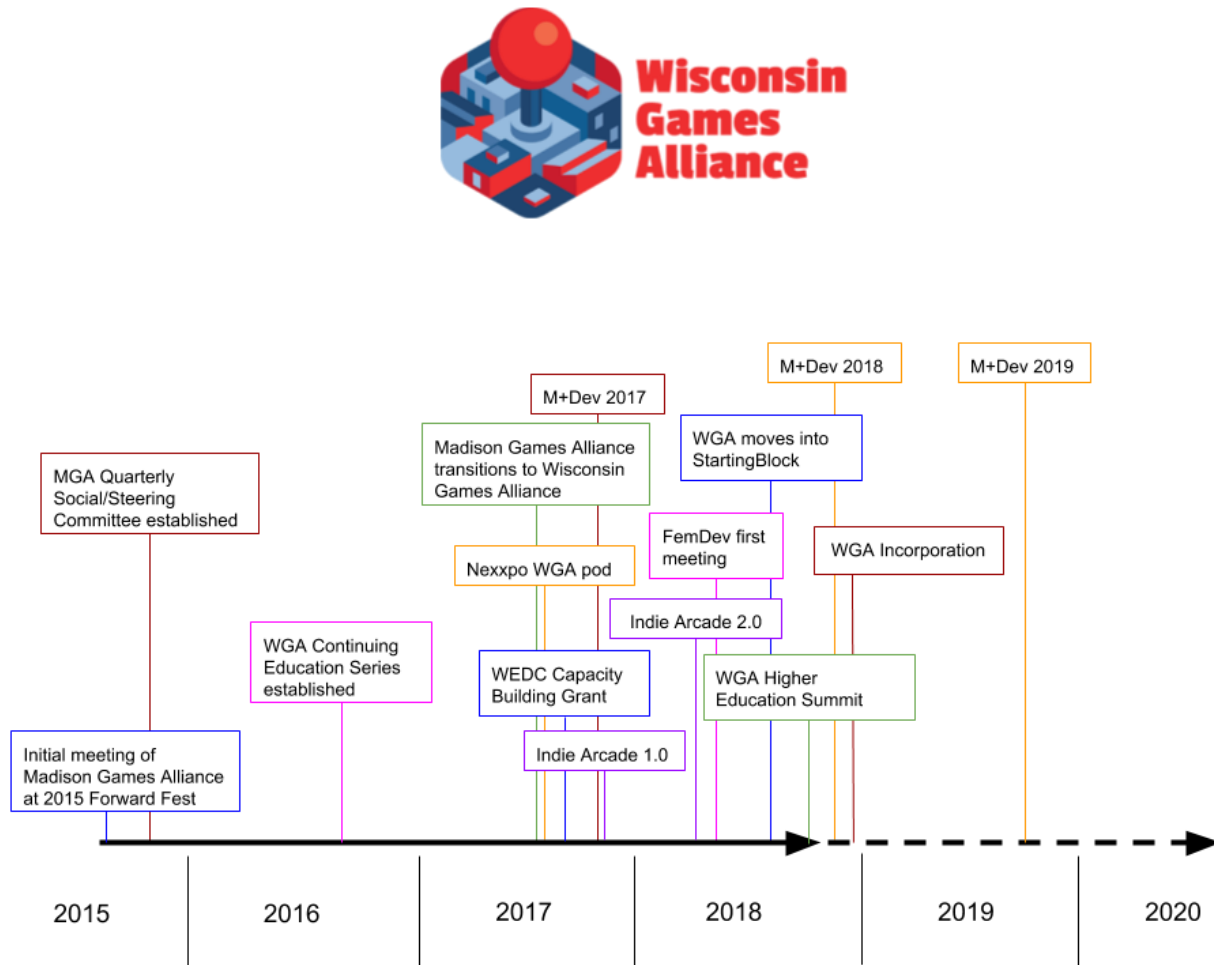 Wisconsin
Games
Alliance
M+Dev 2018
M+Dev 2019
M+Dev 2017
Madison Games Alliance
transitions to Wisconsin
Games Alliance
WGA moves into
StartingBlock
MGA Quarterly
Social/Steering
Committee established
FemDev first
meeting
WGA Incorporation
Nexxpo WGA pod
Indie Arcade 2.0
WGA Continuing
Education Series
established
WEDC Capacity
Building Grant
WGA Higher
Education Summit
Initial meeting of
Madison Games Alliance
at 2015 Forward Fest
Indie Arcade 1.0
2015
2016
2017
2018
2019
2020